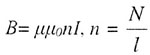 B= μμ₀nI, n = N/l